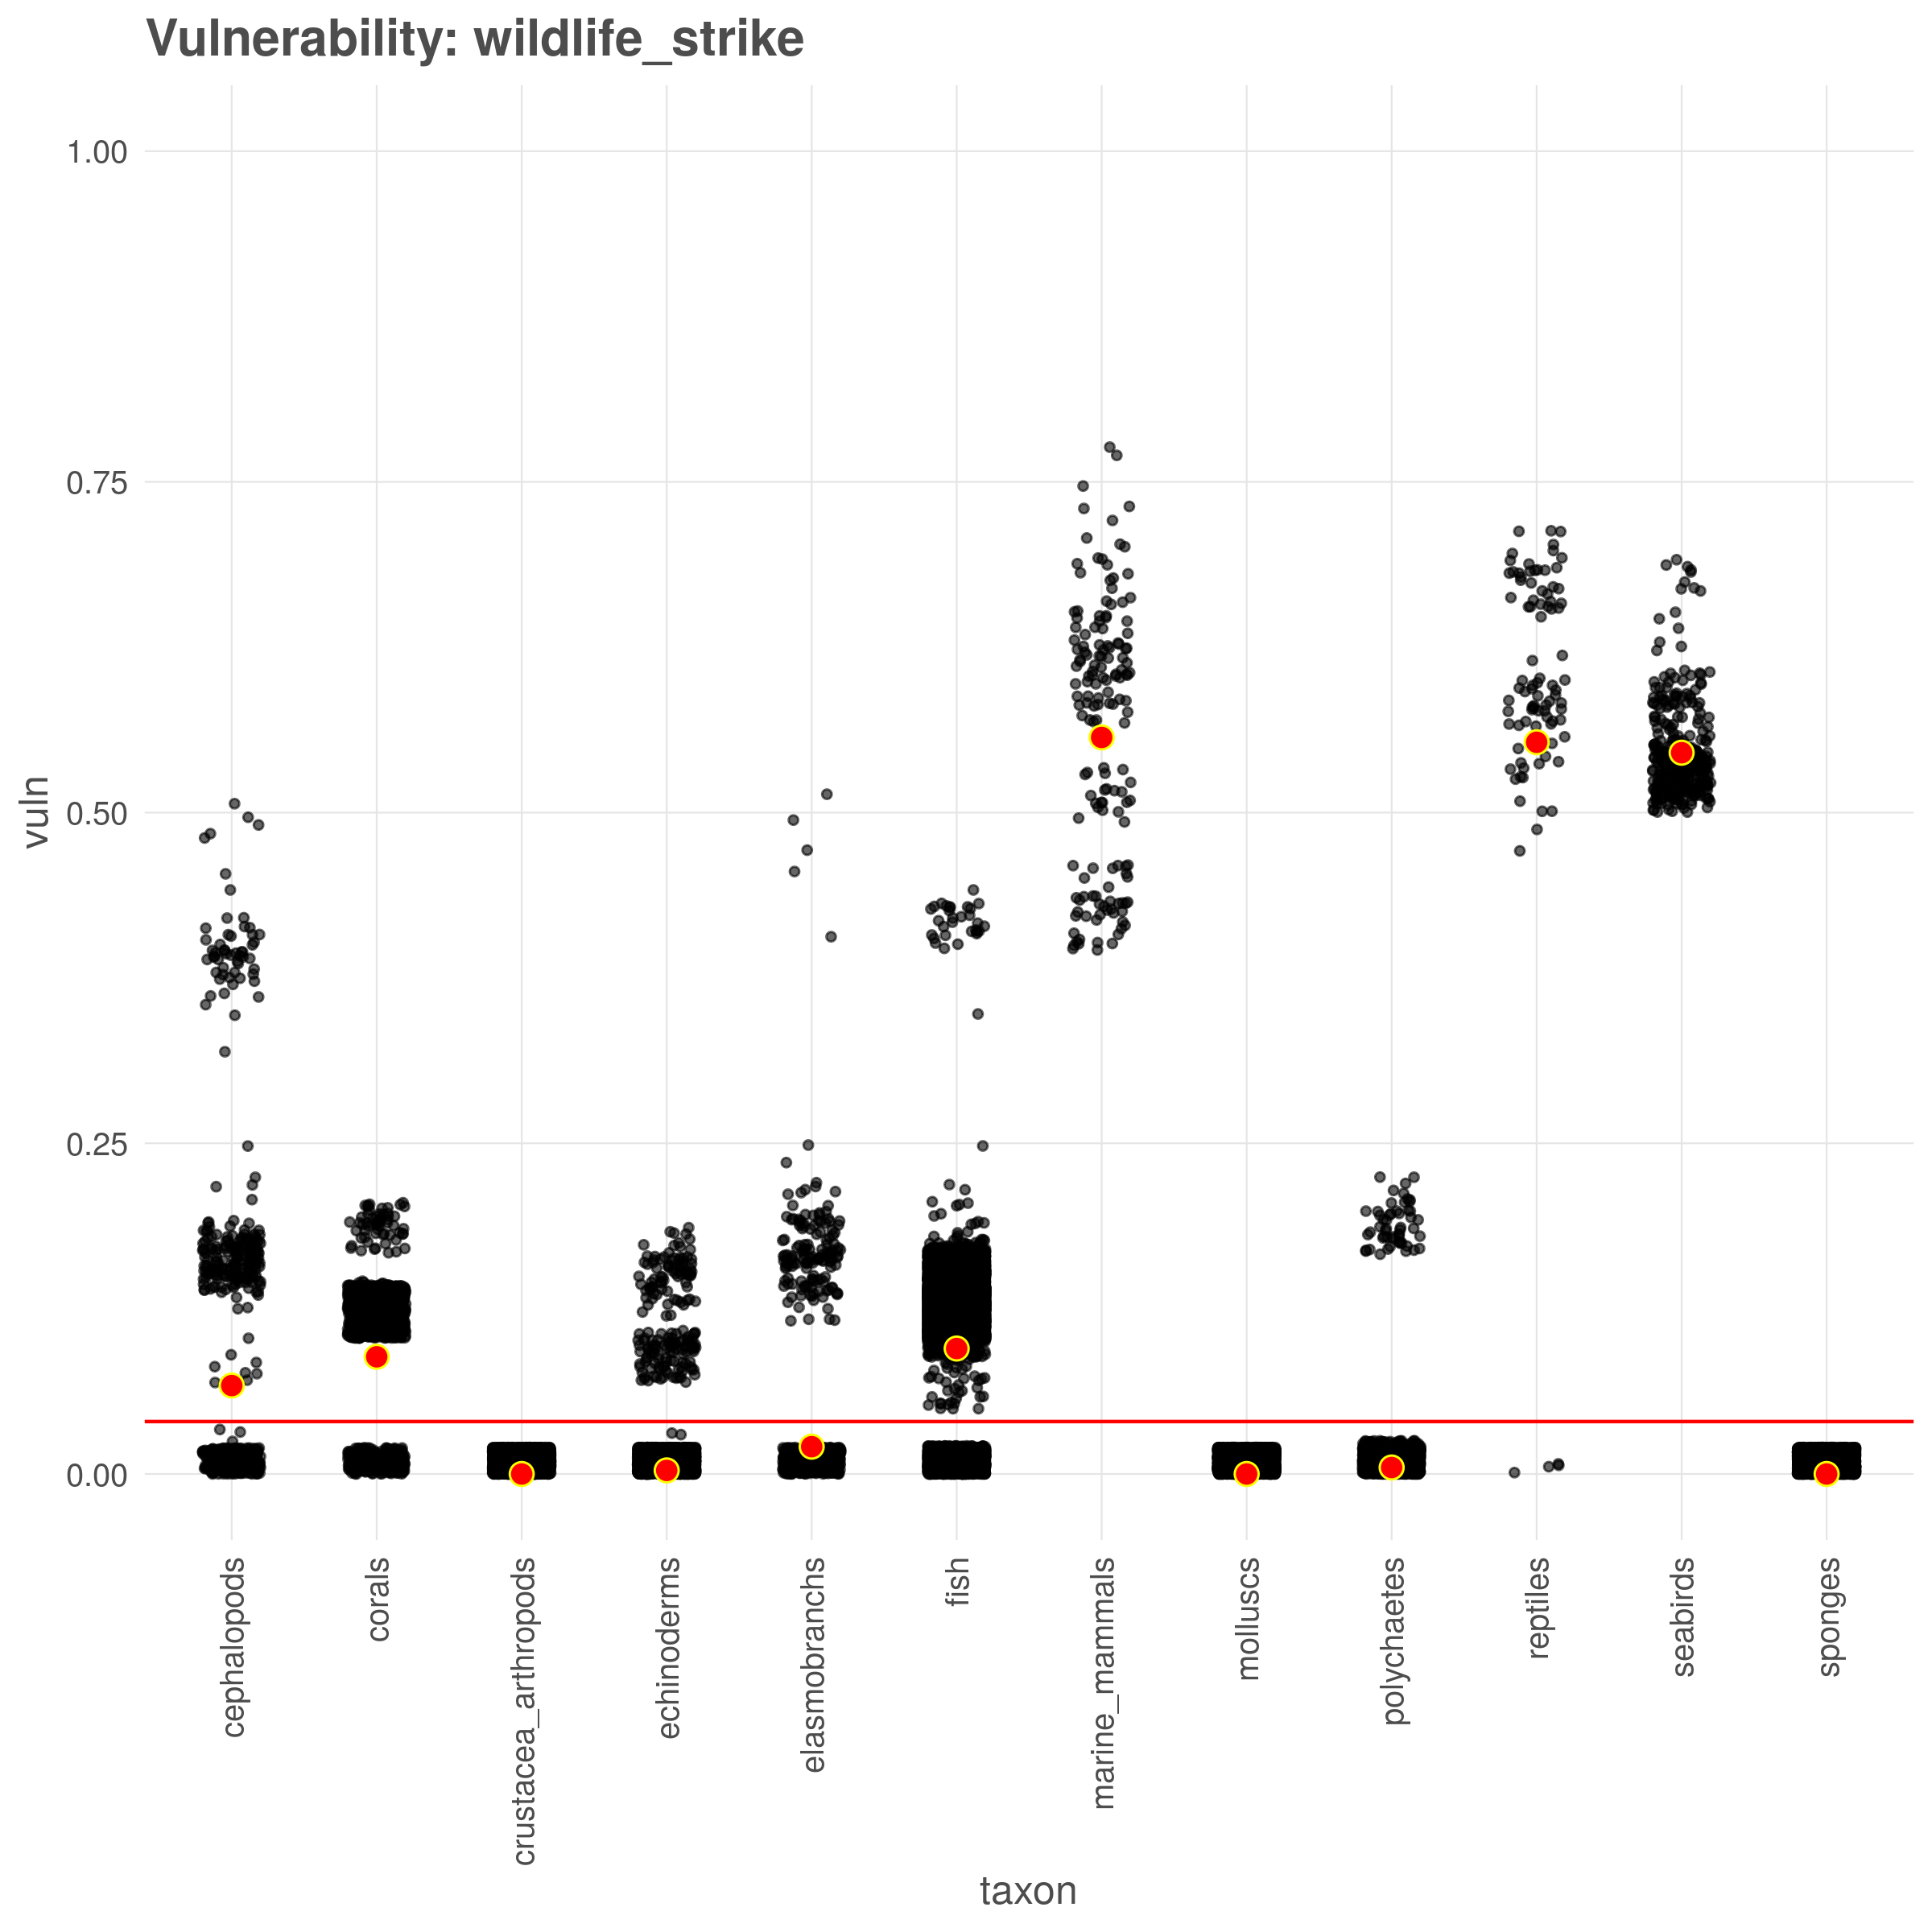 Vulnerability: wildlife_strike
1.00
0.75
0.50
0.25
0.00
vuln
cephalopods
corals
crustacea_arthropods
echinoderms
elasmobranchs
fish
marine_mammals
molluscs
polychaetes
reptiles
seabirds
sponges
taxon